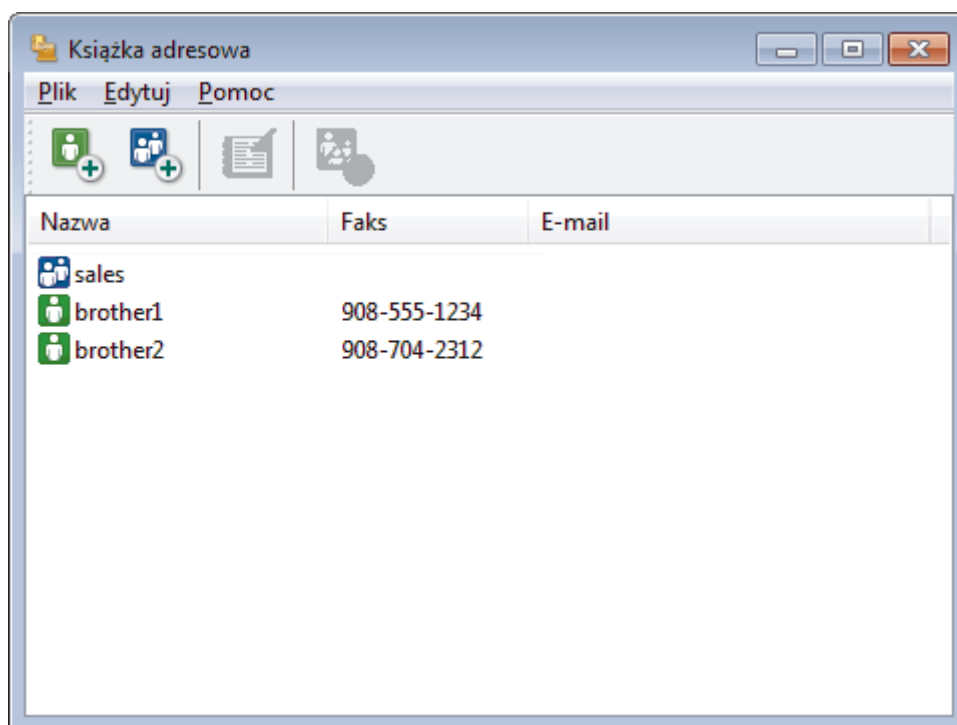 Książka adresowa
Plik Edytuj Pomoc
Nazwa Faks E-mail
sales
brother1 908-555-1234
brother2 908-704-2312